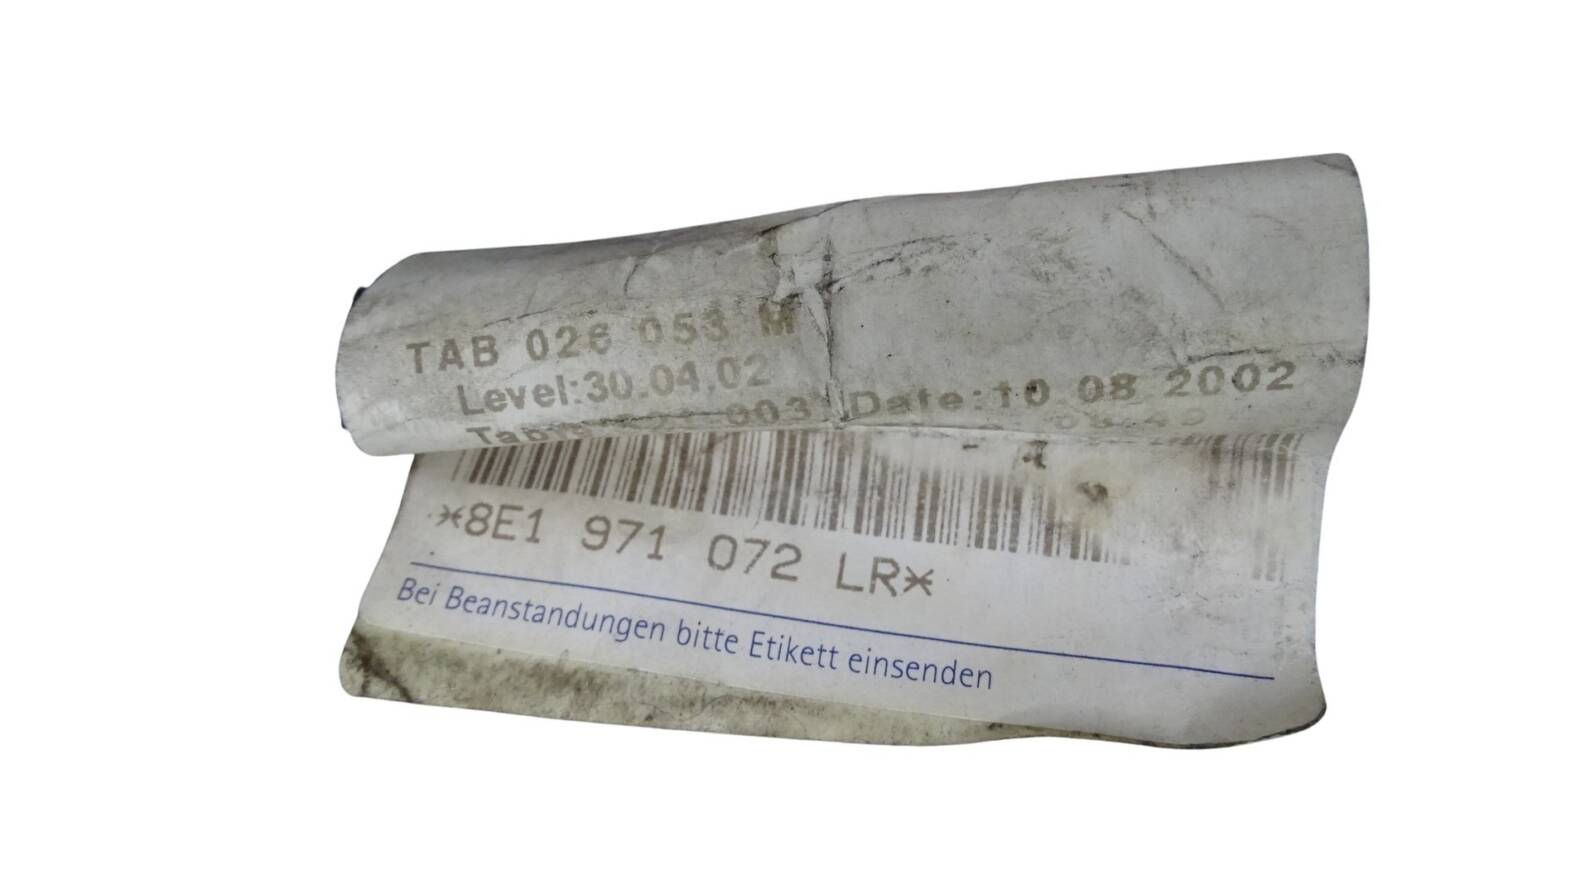 TAB 026 053 M
Level:30.04.02
003 Date:10 08 2002
*8E1 971 072 LR*
Bei Beanstandungen bitte Etikett einsenden